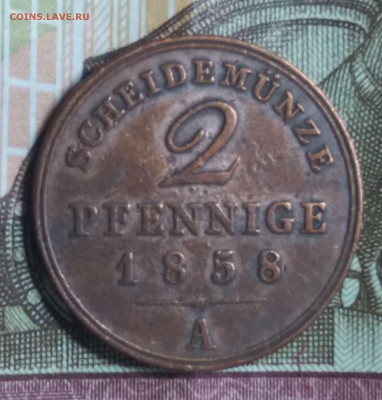 COINS.LAVE.RU
SCHEIDEMÜNZE
2
PFENNIGE
1858
A